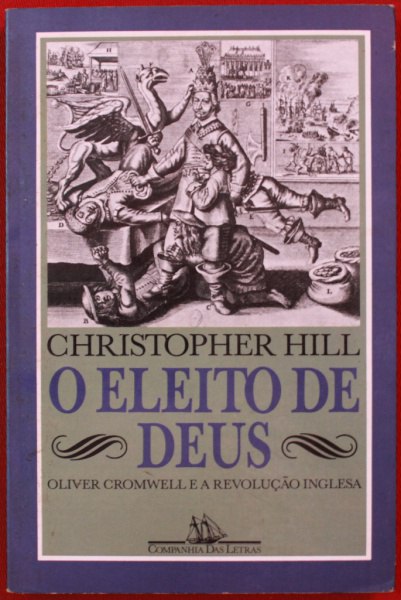 H
A
G
I
D
B
L
CHRISTOPHER HILL
O ELEITO DE
DEUS
OLIVER CROMWELL E A REVOLUÇÃO INGLESA
COMPANHIA DAS LETRAS